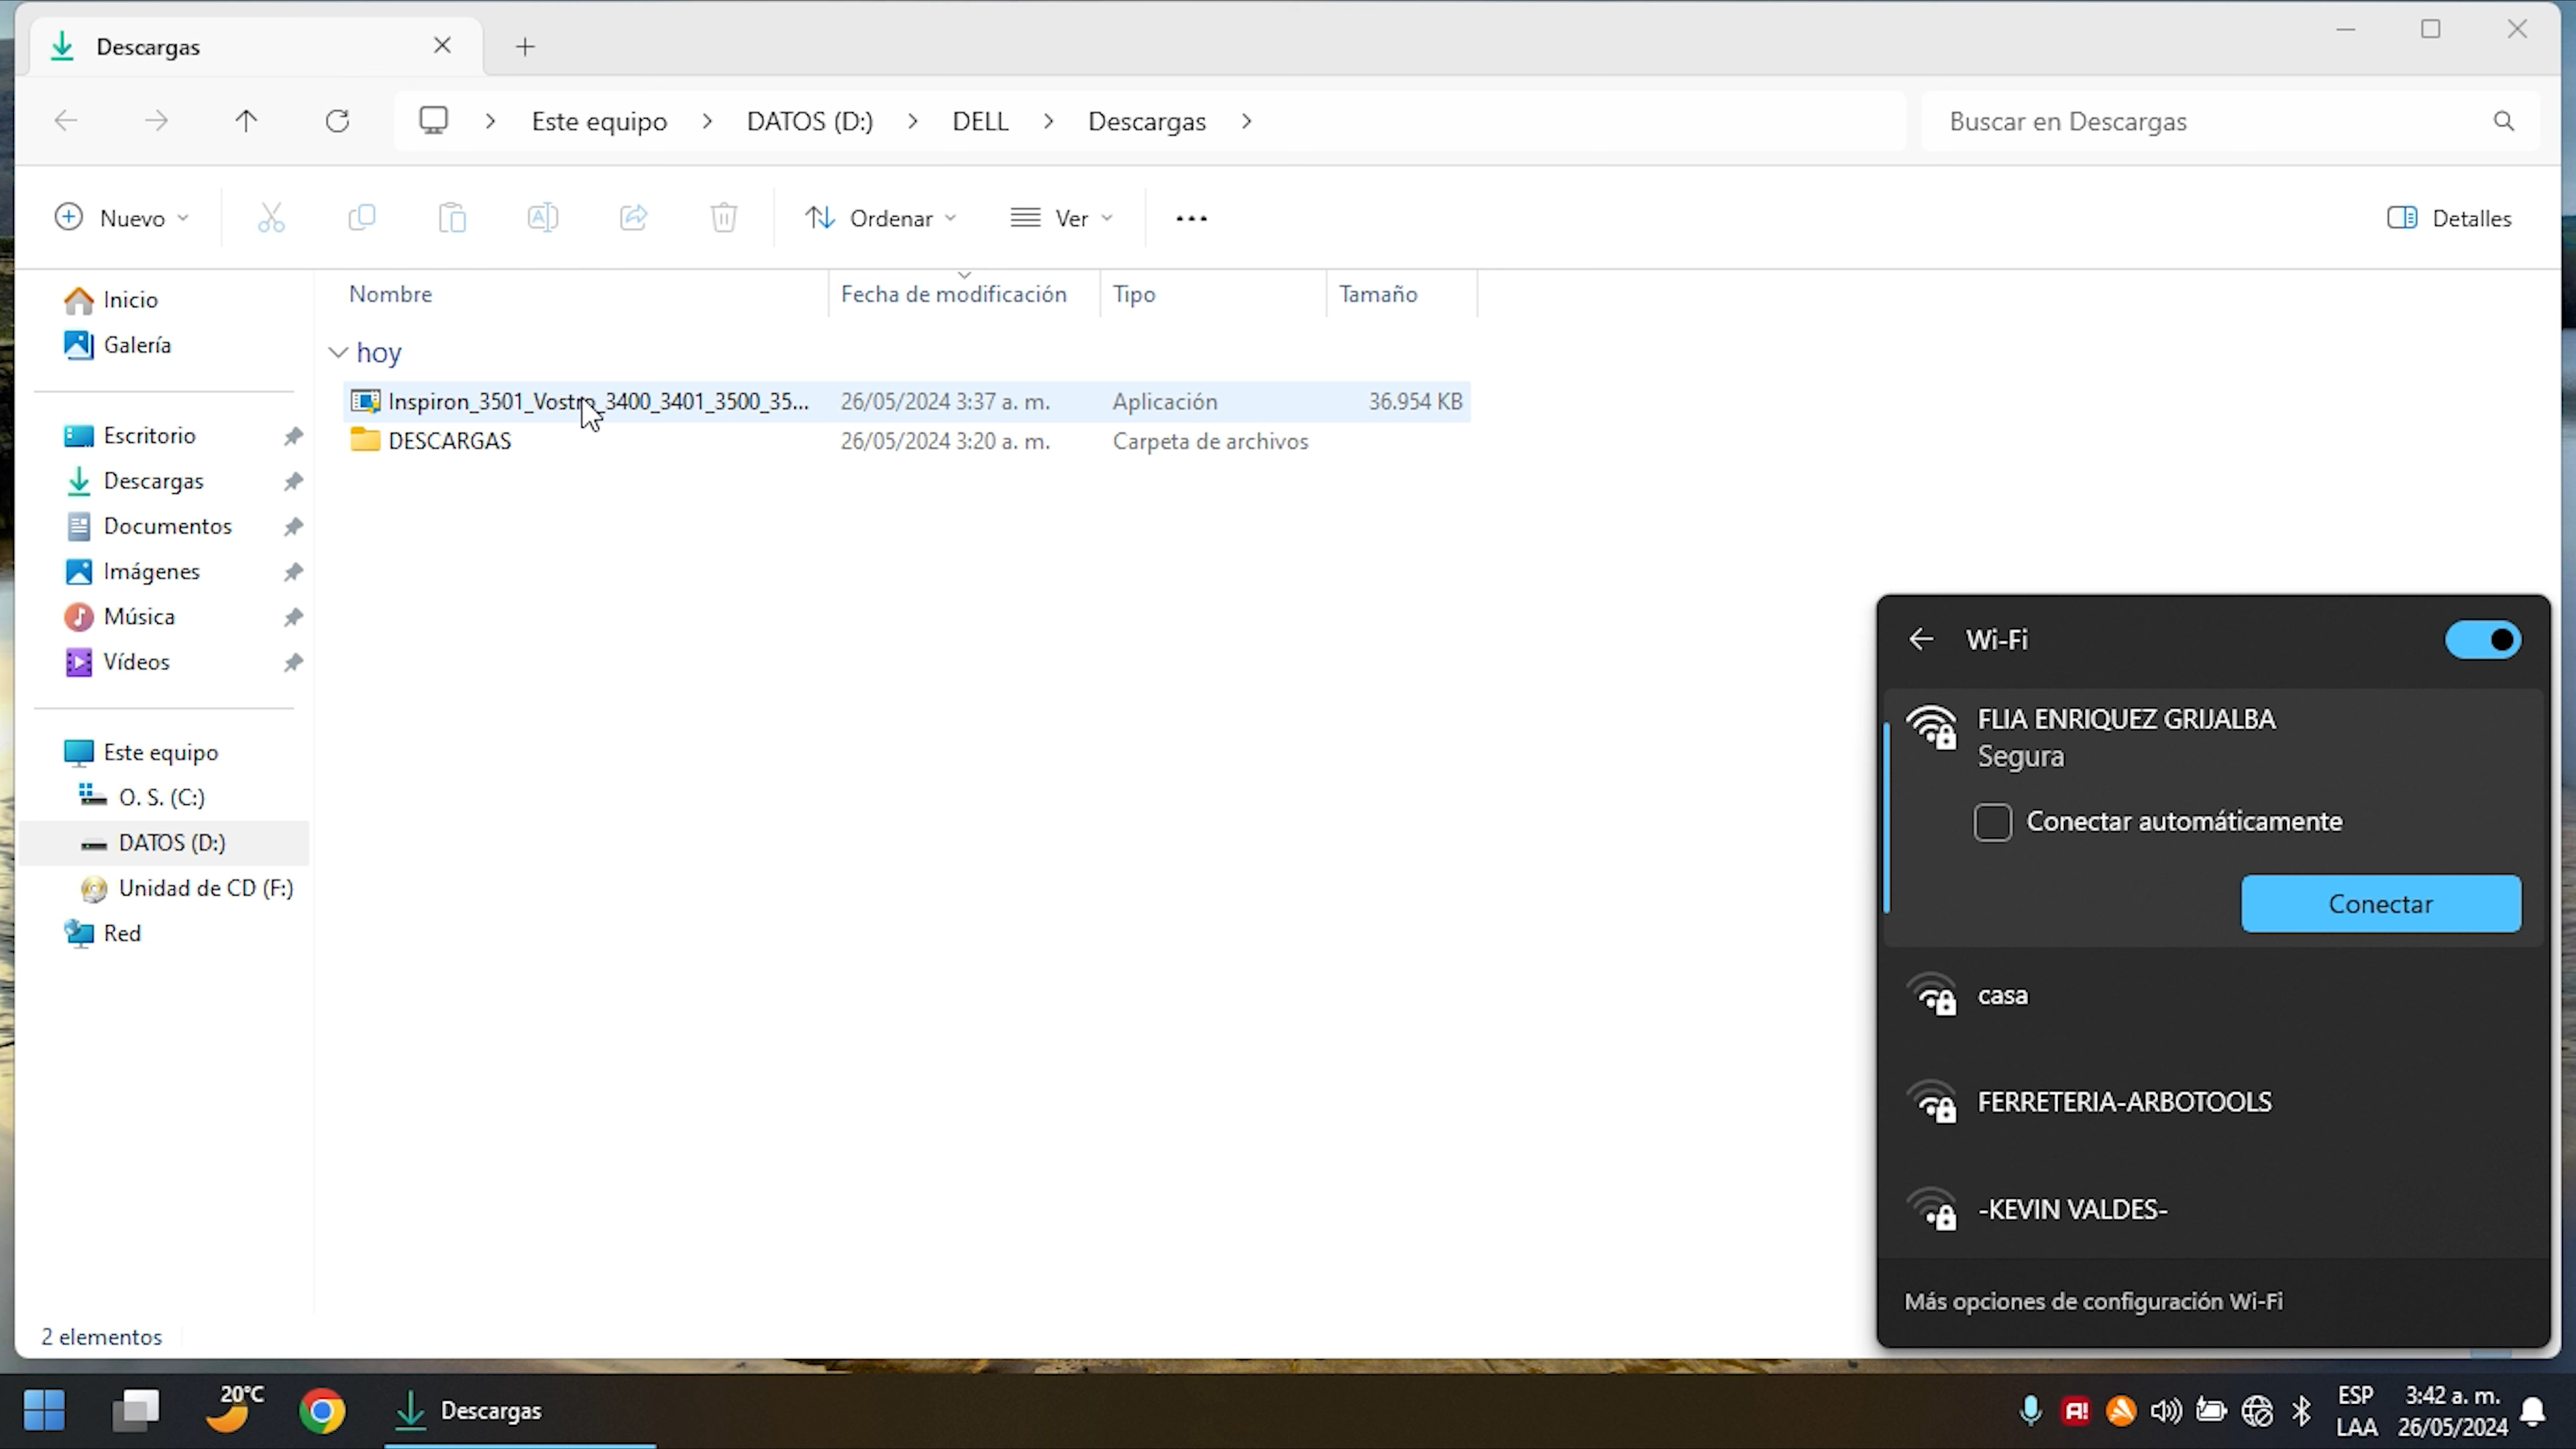 Descargas
Este equipo
DATOS (D:)
DELL
Descargas
Buscar en Descargas
Nuevo
Ordenar
Ver
Detalles
Inicio
Galería
Escritorio
Descargas
Documentos
Imágenes
Música
Vídeos
Este equipo
O. S. (C:)
DATOS (D:)
Unidad de CD (F:)
Red
Nombre
Fecha de modificación
Tipo
Tamaño
hoy
Inspiron_3501_Vostro_3400_3401_3500_35...
26/05/2024 3:37 a. m.
Aplicación
36.954 KB
DESCARGAS
26/05/2024 3:20 a. m.
Carpeta de archivos
2 elementos
Wi-Fi
FLIA ENRIQUEZ GRIJALBA
Segura
Conectar automáticamente
Conectar
casa
FERRETERIA-ARBOTOOLS
-KEVIN VALDES-
Más opciones de configuración Wi-Fi
20°C
Descargas
A!
ESP
LAA
3:42 a. m.
26/05/2024